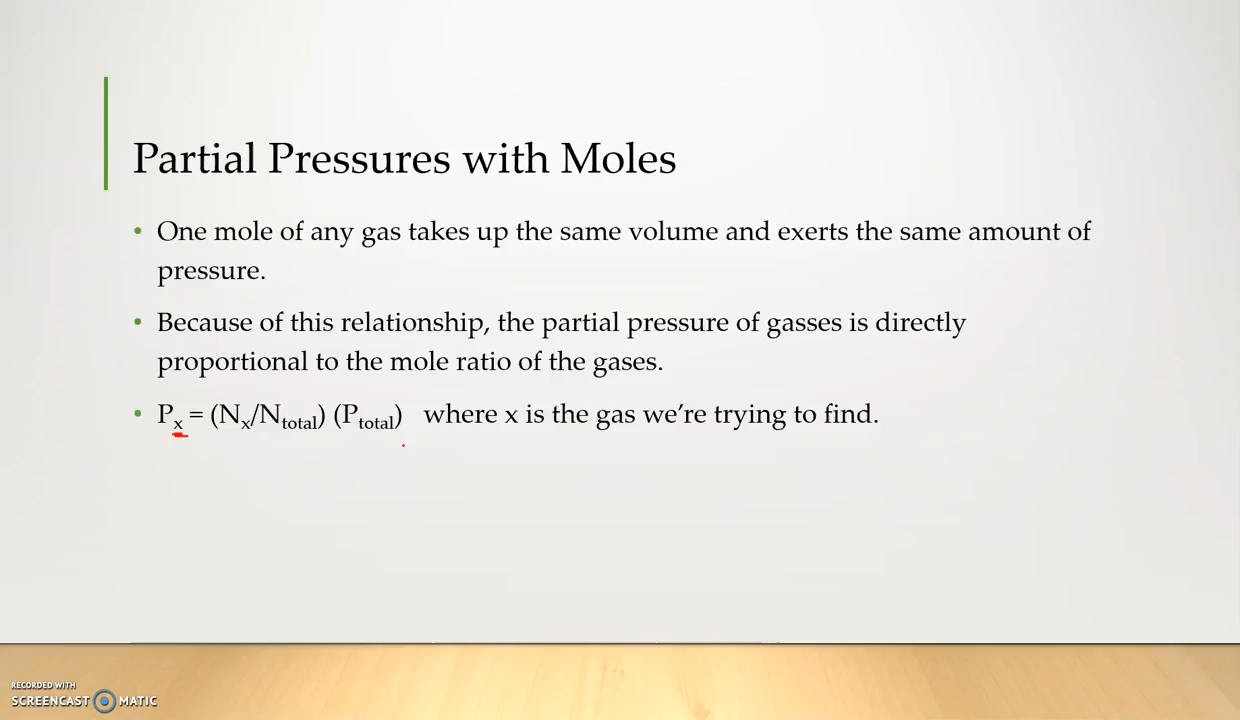 Partial Pressures with Moles
• One mole of any gas takes up the same volume and exerts the same amount of
pressure.
• Because of this relationship, the partial pressure of gasses is directly
proportional to the mole ratio of the gases.
• Pₓ = (Nₓ/N_total) (P_total) where x is the gas we’re trying to find.
RECORDED WITH
SCREENCAST MATIC